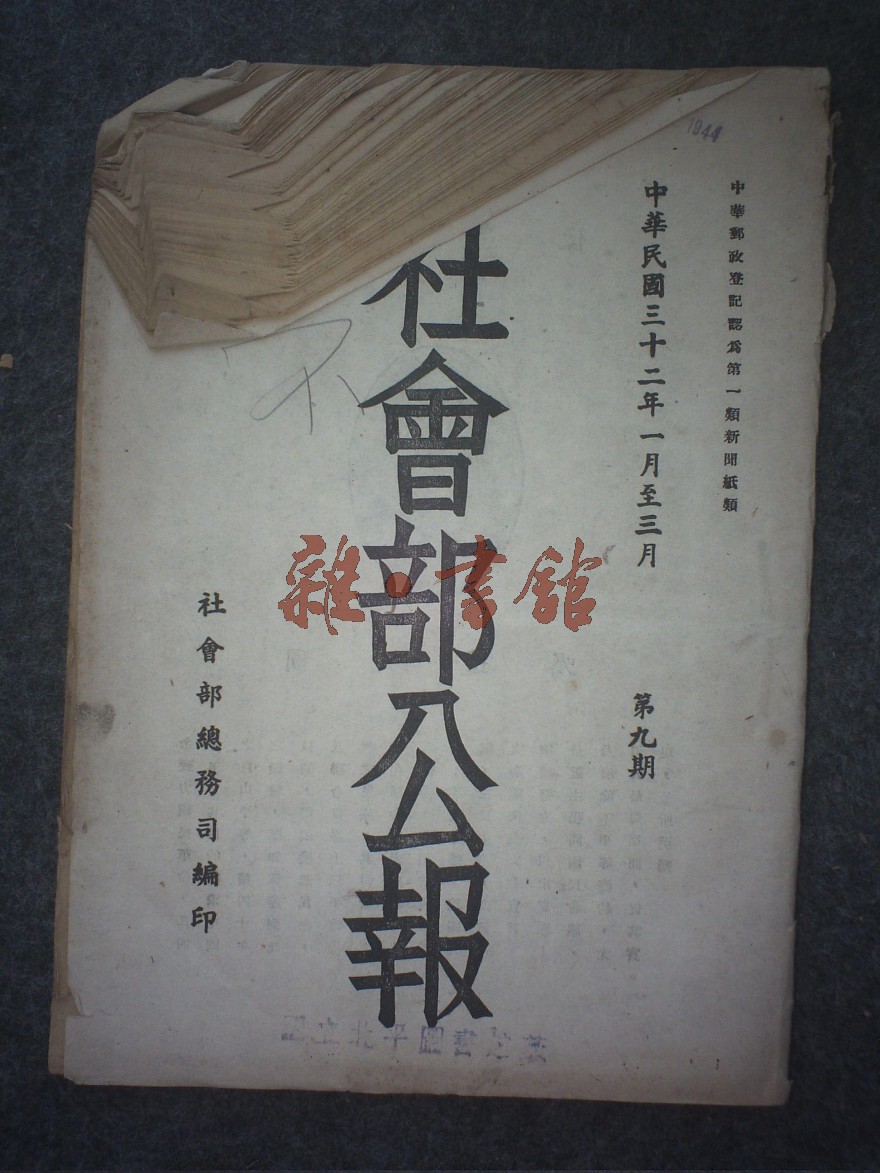 1944
中華郵政登記認為第一類新聞紙類
中華民國三十二年一月至三月
第九期
社會部公報
社會部總務司編印
雜·書館